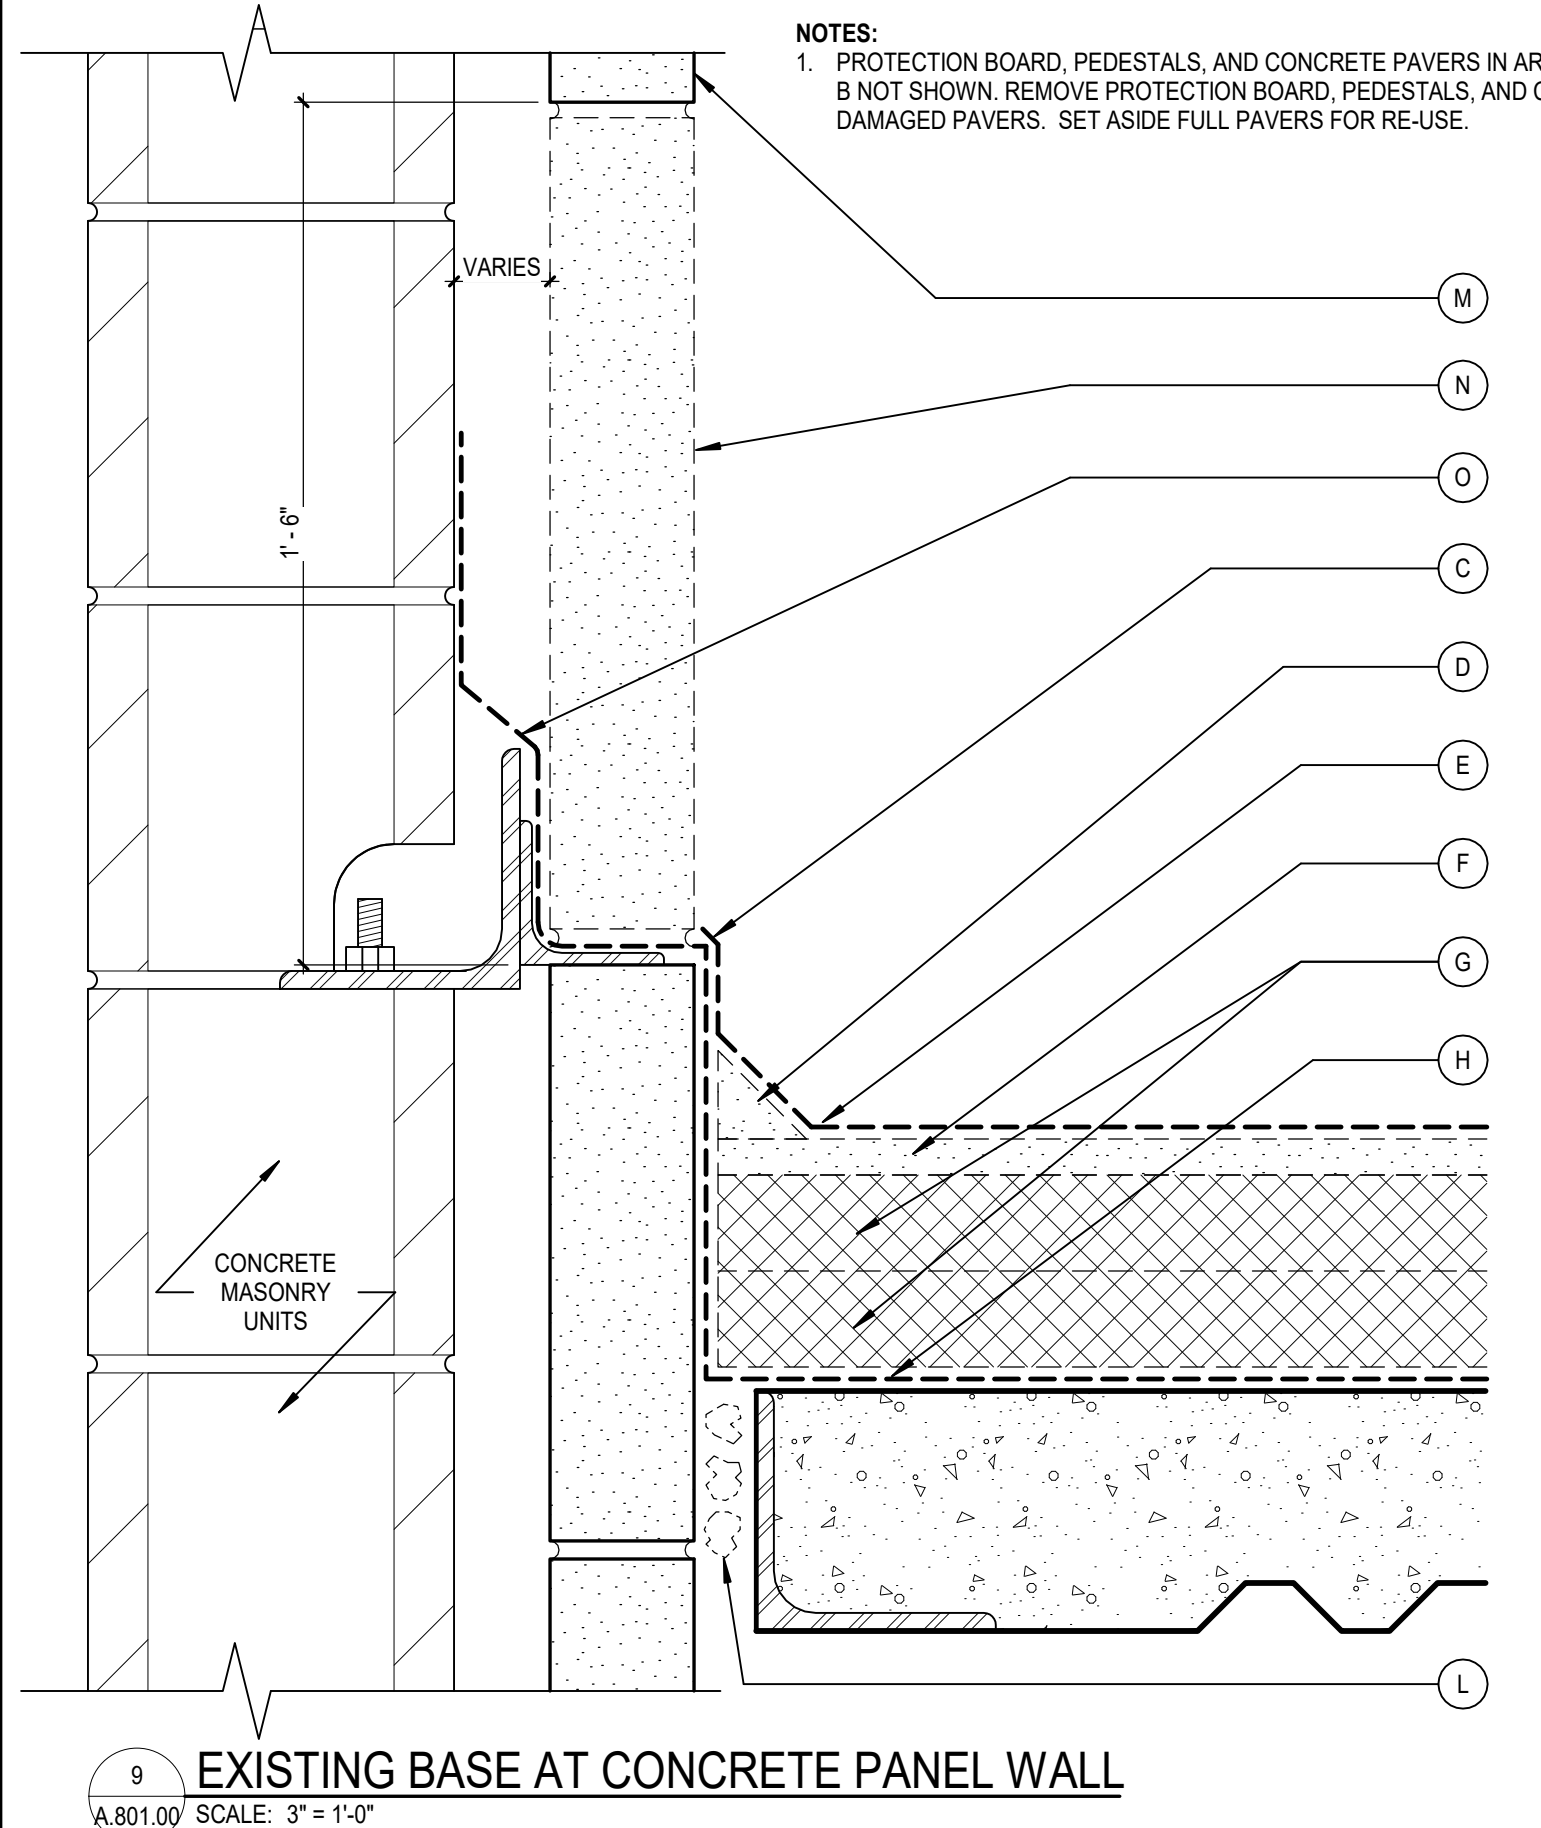 NOTES:
1. PROTECTION BOARD, PEDESTALS, AND CONCRETE PAVERS IN
B NOT SHOWN. REMOVE PROTECTION BOARD, PEDESTALS, AND
DAMAGED PAVERS. SET ASIDE FULL PAVERS FOR RE-USE.
VARIES
M
N
O
1' - 6"
C
D
E
F
G
H
CONCRETE
MASONRY
UNITS
L
9
A.801.00
EXISTING BASE AT CONCRETE PANEL WALL
SCALE: 3" = 1'-0"